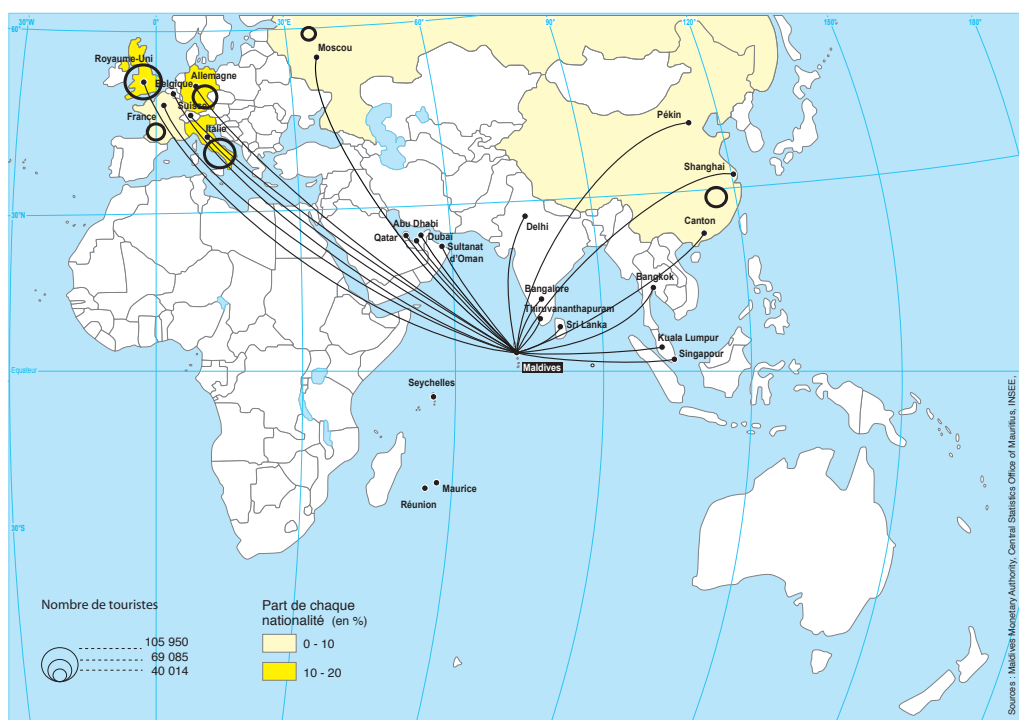 30°W
0°
30°E
60°E
90°E
120°E
150°E
180°
60°N
Moscou
Royaume-Uni
Allemagne
Belgique
Suisse
France
Italie
Pékin
Shanghai
Canton
30°N
Abu Dhabi
Qatar
Dubaï
Sultanat
d'Oman
Delhi
Bangkok
Bangalore
Thiruvananthapuram
Sri Lanka
Kuala Lumpur
Singapour
Maldives
Equateur
Seychelles
Maurice
Réunion
30°S
Nombre de touristes
105 950
69 085
40 014
Part de chaque
nationalité (en %)
0 - 10
10 - 20
Sources : Maldives Monetary Authority, Central Statistics Office of Mauritius, INSEE,